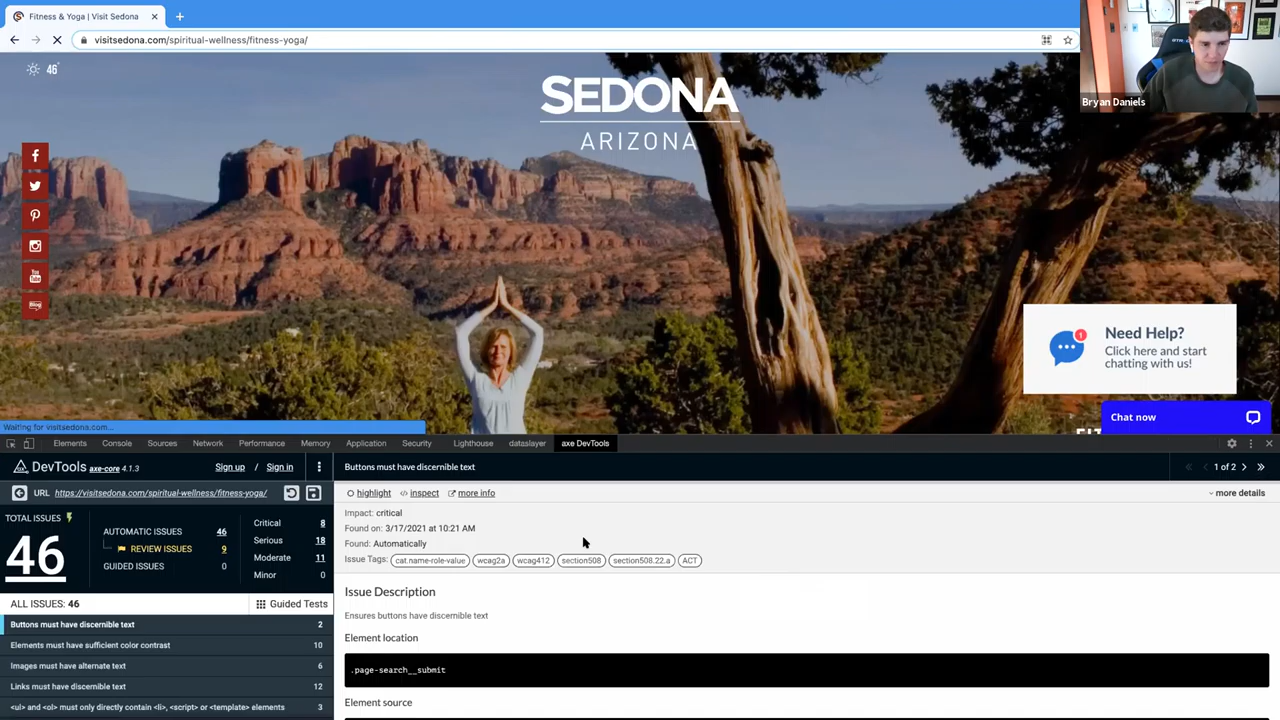 Fitness & Yoga | Visit Sedona
visitsedona.com/spiritual-wellness/fitness-yoga/
46°
SEDONA
ARIZONA
Bryan Daniels
You Tube
Blog
1
Need Help?
Click here and start
chatting with us!
Chat now
Waiting for visitsedona.com...
Elements Console Sources Network Performance Memory Application Security Lighthouse dataslayer axe DevTools
DevTools axe-core 4.1.3 Sign up / Sign in
Buttons must have discernible text 1 of 2
URL https://visitsedona.com/spiritual-wellness/fitness-yoga/
highlight </> inspect more info more details
TOTAL ISSUES
46
AUTOMATIC ISSUES 46
REVIEW ISSUES 9
GUIDED ISSUES 0
Critical 8
Serious 18
Moderate 11
Minor 0
Impact: critical
Found on: 3/17/2021 at 10:21 AM
Found: Automatically
Issue Tags: cat.name-role-value wcag2a wcag412 section508 section508.22.a ACT
ALL ISSUES: 46 Guided Tests
Buttons must have discernible text 2
Elements must have sufficient color contrast 10
Images must have alternate text 6
Links must have discernible text 12
<ul> and <ol> must only directly contain <li>, <script> or <template> elements 3
Issue Description
Ensures buttons have discernible text
Element location
.page-search__submit
Element source